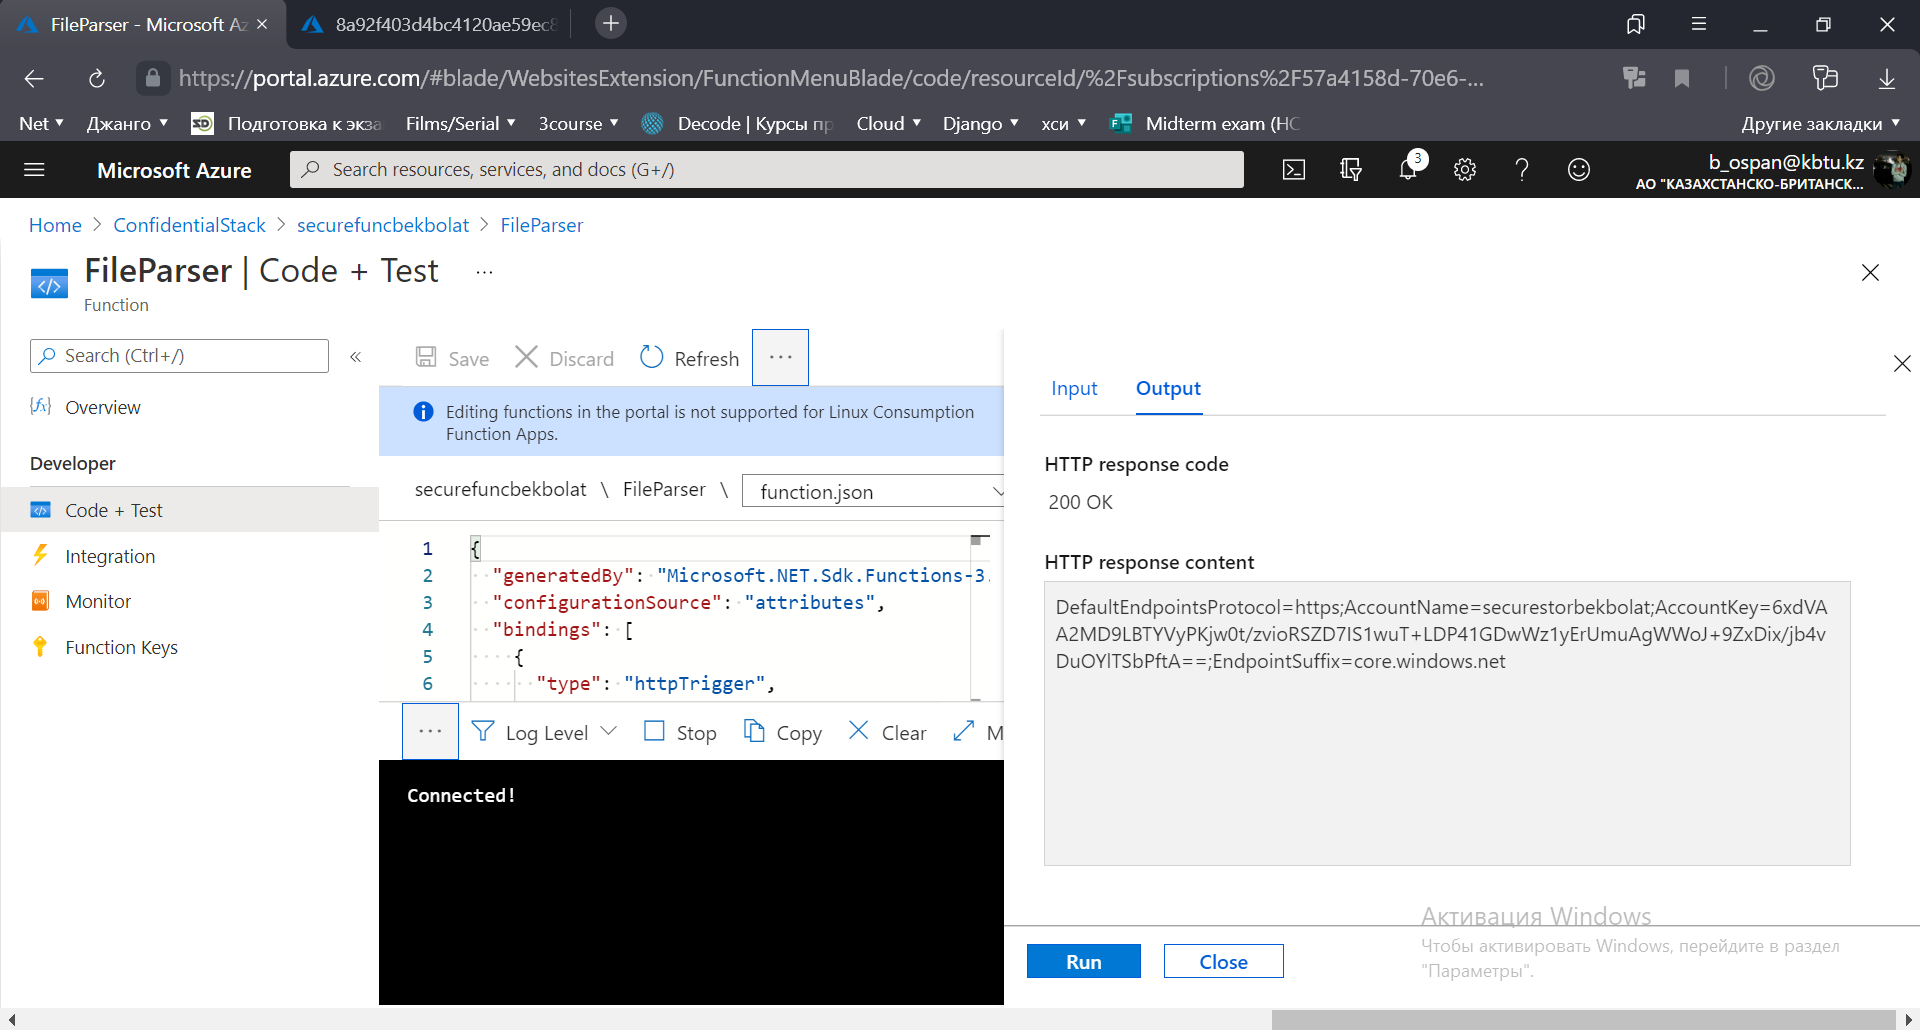 FileParser - Microsoft Az
8a92f403d4bc4120ae59ec8
https://portal.azure.com/#blade/WebsitesExtension/FunctionMenuBlade/code/resourceId/%2Fsubscriptions%2F57a4158d-70e6-...
Net Джанго Подготовка к экза Films/Serial 3course Decode | Курсы пр Cloud Django хси Midterm exam (HC Другие закладки
Microsoft Azure
Search resources, services, and docs (G+/)
3
b_ospan@kbtu.kz
АО "КАЗАХСТАНСКО-БРИТАНСК...
Home > ConfidentialStack > securefuncbekbolat > FileParser
FileParser | Code + Test ...
Function
Search (Ctrl+/)
«
Overview
Developer
Code + Test
Integration
Monitor
Function Keys
Save Discard Refresh ...
Editing functions in the portal is not supported for Linux Consumption
Function Apps.
securefuncbekbolat \ FileParser \ function.json
1 {
2 "generatedBy": "Microsoft.NET.Sdk.Functions-3.
3 "configurationSource": "attributes",
4 "bindings": [
5 {
6 "type": "httpTrigger",
... Log Level Stop Copy Clear M
Connected!
Input Output
HTTP response code
200 OK
HTTP response content
DefaultEndpointsProtocol=https;AccountName=securestorbekbolat;AccountKey=6xdVA
A2MD9LBTYVyPKjw0t/zvioRSZD7IS1wuT+LDP41GDwWz1yErUmuAgWWoJ+9ZxDix/jb4v
DuOYlTSbPftA==;EndpointSuffix=core.windows.net
Run Close
Активация Windows
Чтобы активировать Windows, перейдите в раздел
"Параметры".